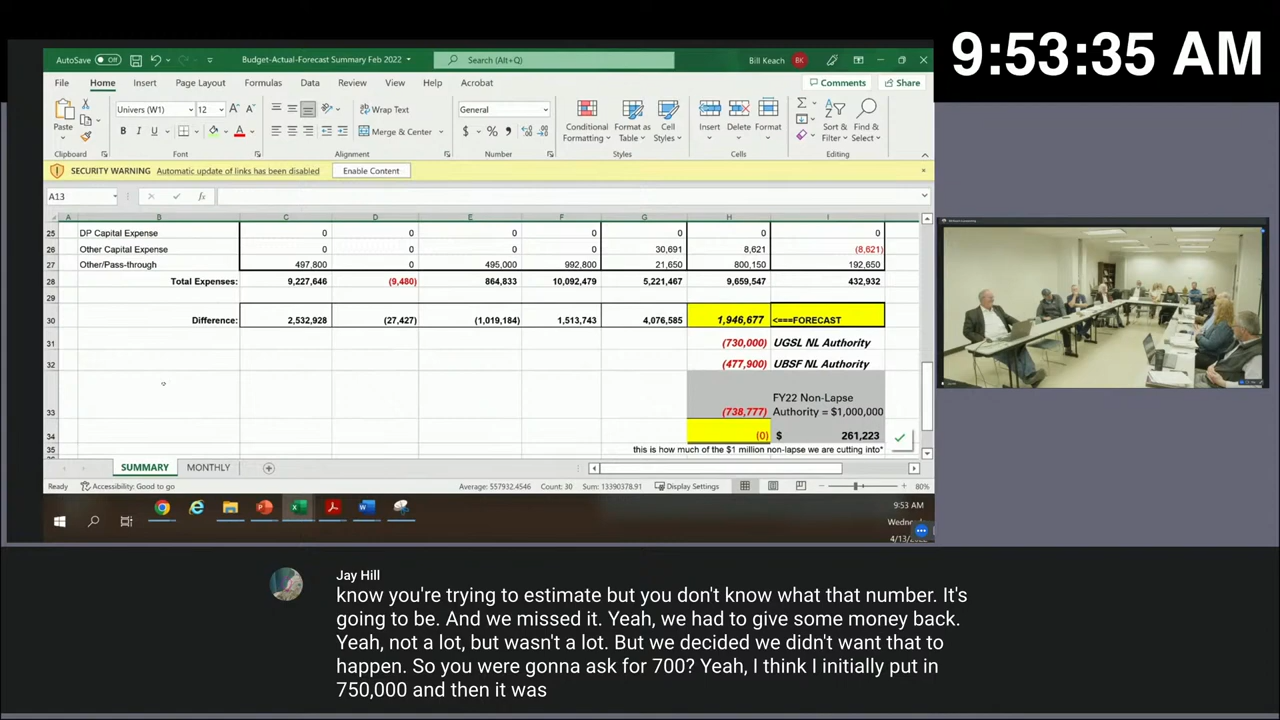 9:53:35 AM
AutoSave Off Budget-Actual-Forecast Summary Feb 2022 Search (Alt+Q) Bill Keach BK
File Home Insert Page Layout Formulas Data Review View Help Acrobat Comments Share
Univers (W1) 12 Wrap Text General
Paste B I U Merge & Center $ % Conditional Formatting Format as Table Cell Styles Insert Delete Format Sort & Filter Find & Select
Clipboard Font Alignment Number Styles Cells Editing
SECURITY WARNING Automatic update of links has been disabled Enable Content
A13 fx
A B C D E F G H I
25 DP Capital Expense 0 0 0 0 0 0 0
26 Other Capital Expense 0 0 0 0 30,691 8,621 (8,621)
27 Other/Pass-through 497,800 0 495,000 992,800 21,650 800,150 192,650
28 Total Expenses: 9,227,646 (9,480) 864,833 10,092,479 5,221,467 9,659,547 432,932
29
30 Difference: 2,532,928 (27,427) (1,019,184) 1,513,743 4,076,585 1,946,677 <===FORECAST
31 (730,000) UGSL NL Authority
32 (477,900) UBSF NL Authority
33 (738,777) FY22 Non-Lapse Authority = $1,000,000
34 (0) $ 261,223
35 this is how much of the $1 million non-lapse we are cutting into*
SUMMARY MONTHLY
Ready Accessibility: Good to go Average: 557932.4546 Count: 30 Sum: 13390378.91 Display Settings 80%
9:53 AM
Wednes
4/13/2
Jay Hill
know you're trying to estimate but you don't know what that number. It's
going to be. And we missed it. Yeah, we had to give some money back.
Yeah, not a lot, but wasn't a lot. But we decided we didn't want that to
happen. So you were gonna ask for 700? Yeah, I think I initially put in
750,000 and then it was